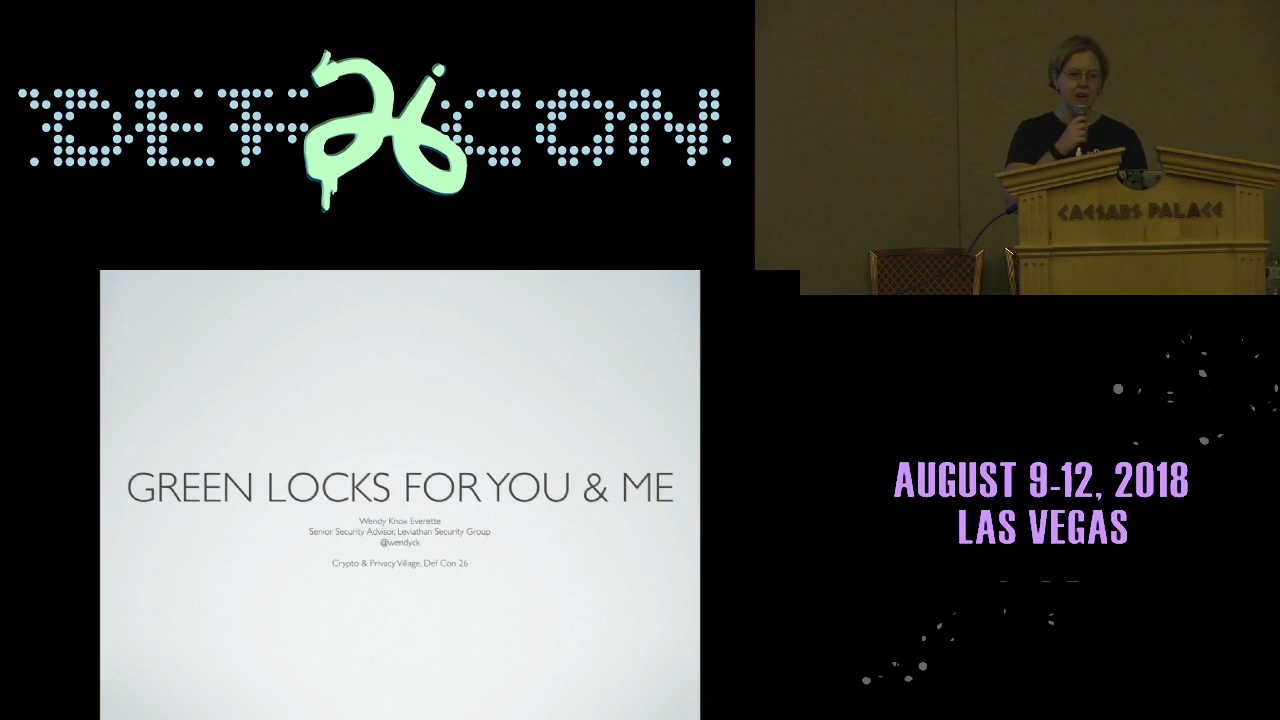 DEF 26 CON
CAESARS PALACE
GREEN LOCKS FOR YOU & ME
Wendy Knox Everette
Senior Security Advisor, Leviathan Security Group
@wendyck
Crypto & Privacy Village, Def Con 26
AUGUST 9-12, 2018
LAS VEGAS